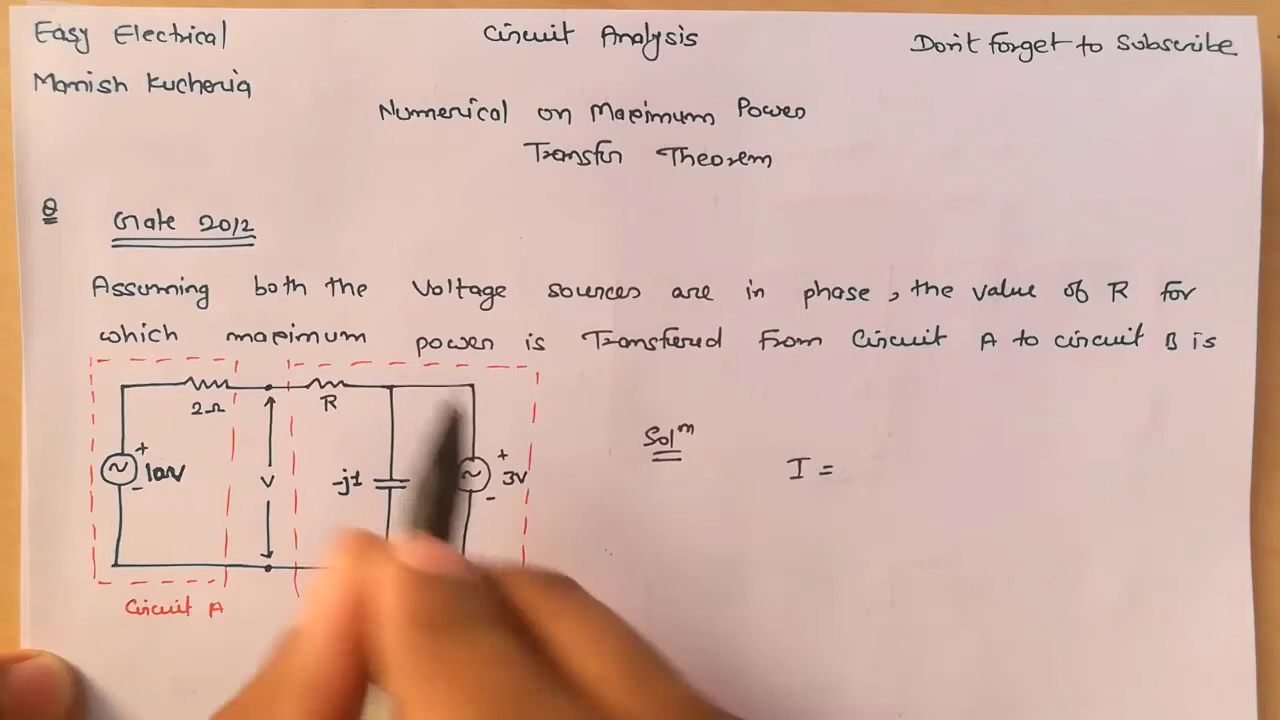 Easy Electrical
Circuit Analysis
Don't forget to Subscribe
Manish Kucheria
Numerical on Maximum Power
Transfer Theorem
Q
Gate 2012
Assuming both the Voltage sources are in phase, the value of R for
which maximum power is Transfered from Circuit A to circuit B is
2Ω
R
+
10V
-
V
-j1
+
3V
-
Solⁿ
I =
Circuit A